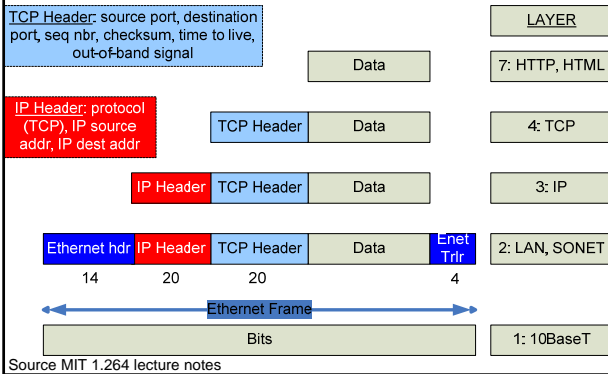 TCP Header: source port, destination
port, seq nbr, checksum, time to live,
out-of-band signal
LAYER
Data
7: HTTP, HTML
IP Header: protocol
(TCP), IP source
addr, IP dest addr
TCP Header
Data
4: TCP
IP Header
TCP Header
Data
3: IP
Ethernet hdr
IP Header
TCP Header
Data
Enet
Trlr
2: LAN, SONET
14
20
20
4
Ethernet Frame
Bits
1: 10BaseT
Source MIT 1.264 lecture notes